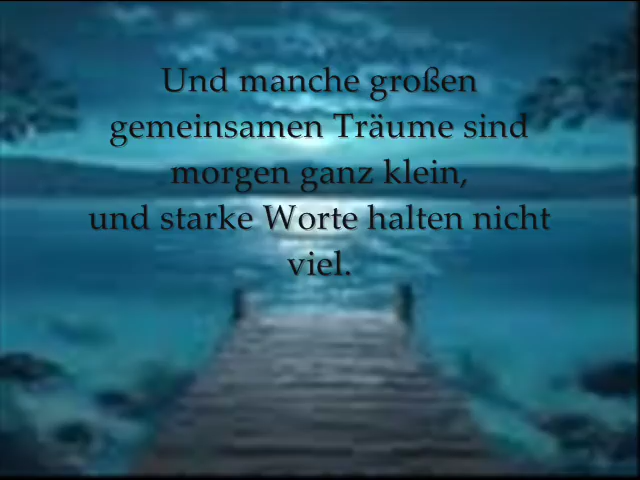 Und manche großen
gemeinsamen Träume sind
morgen ganz klein,
und starke Worte halten nicht
viel.